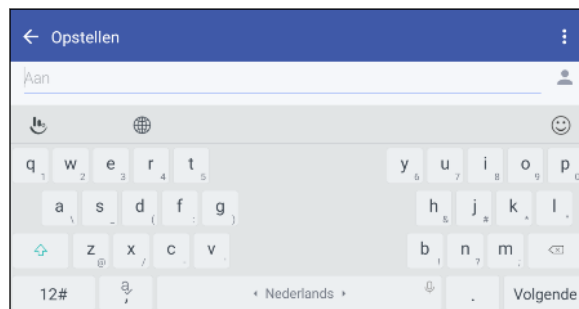 Opstellen
Aan
q 1 w 2 e 3 r 4 t 5 y 6 u 7 i 8 o 9 p 0
a \ s _ d ( f : g ) h & j # k * l
z @ x / c v b ! n ? m ;
12# a , Nederlands . Volgende